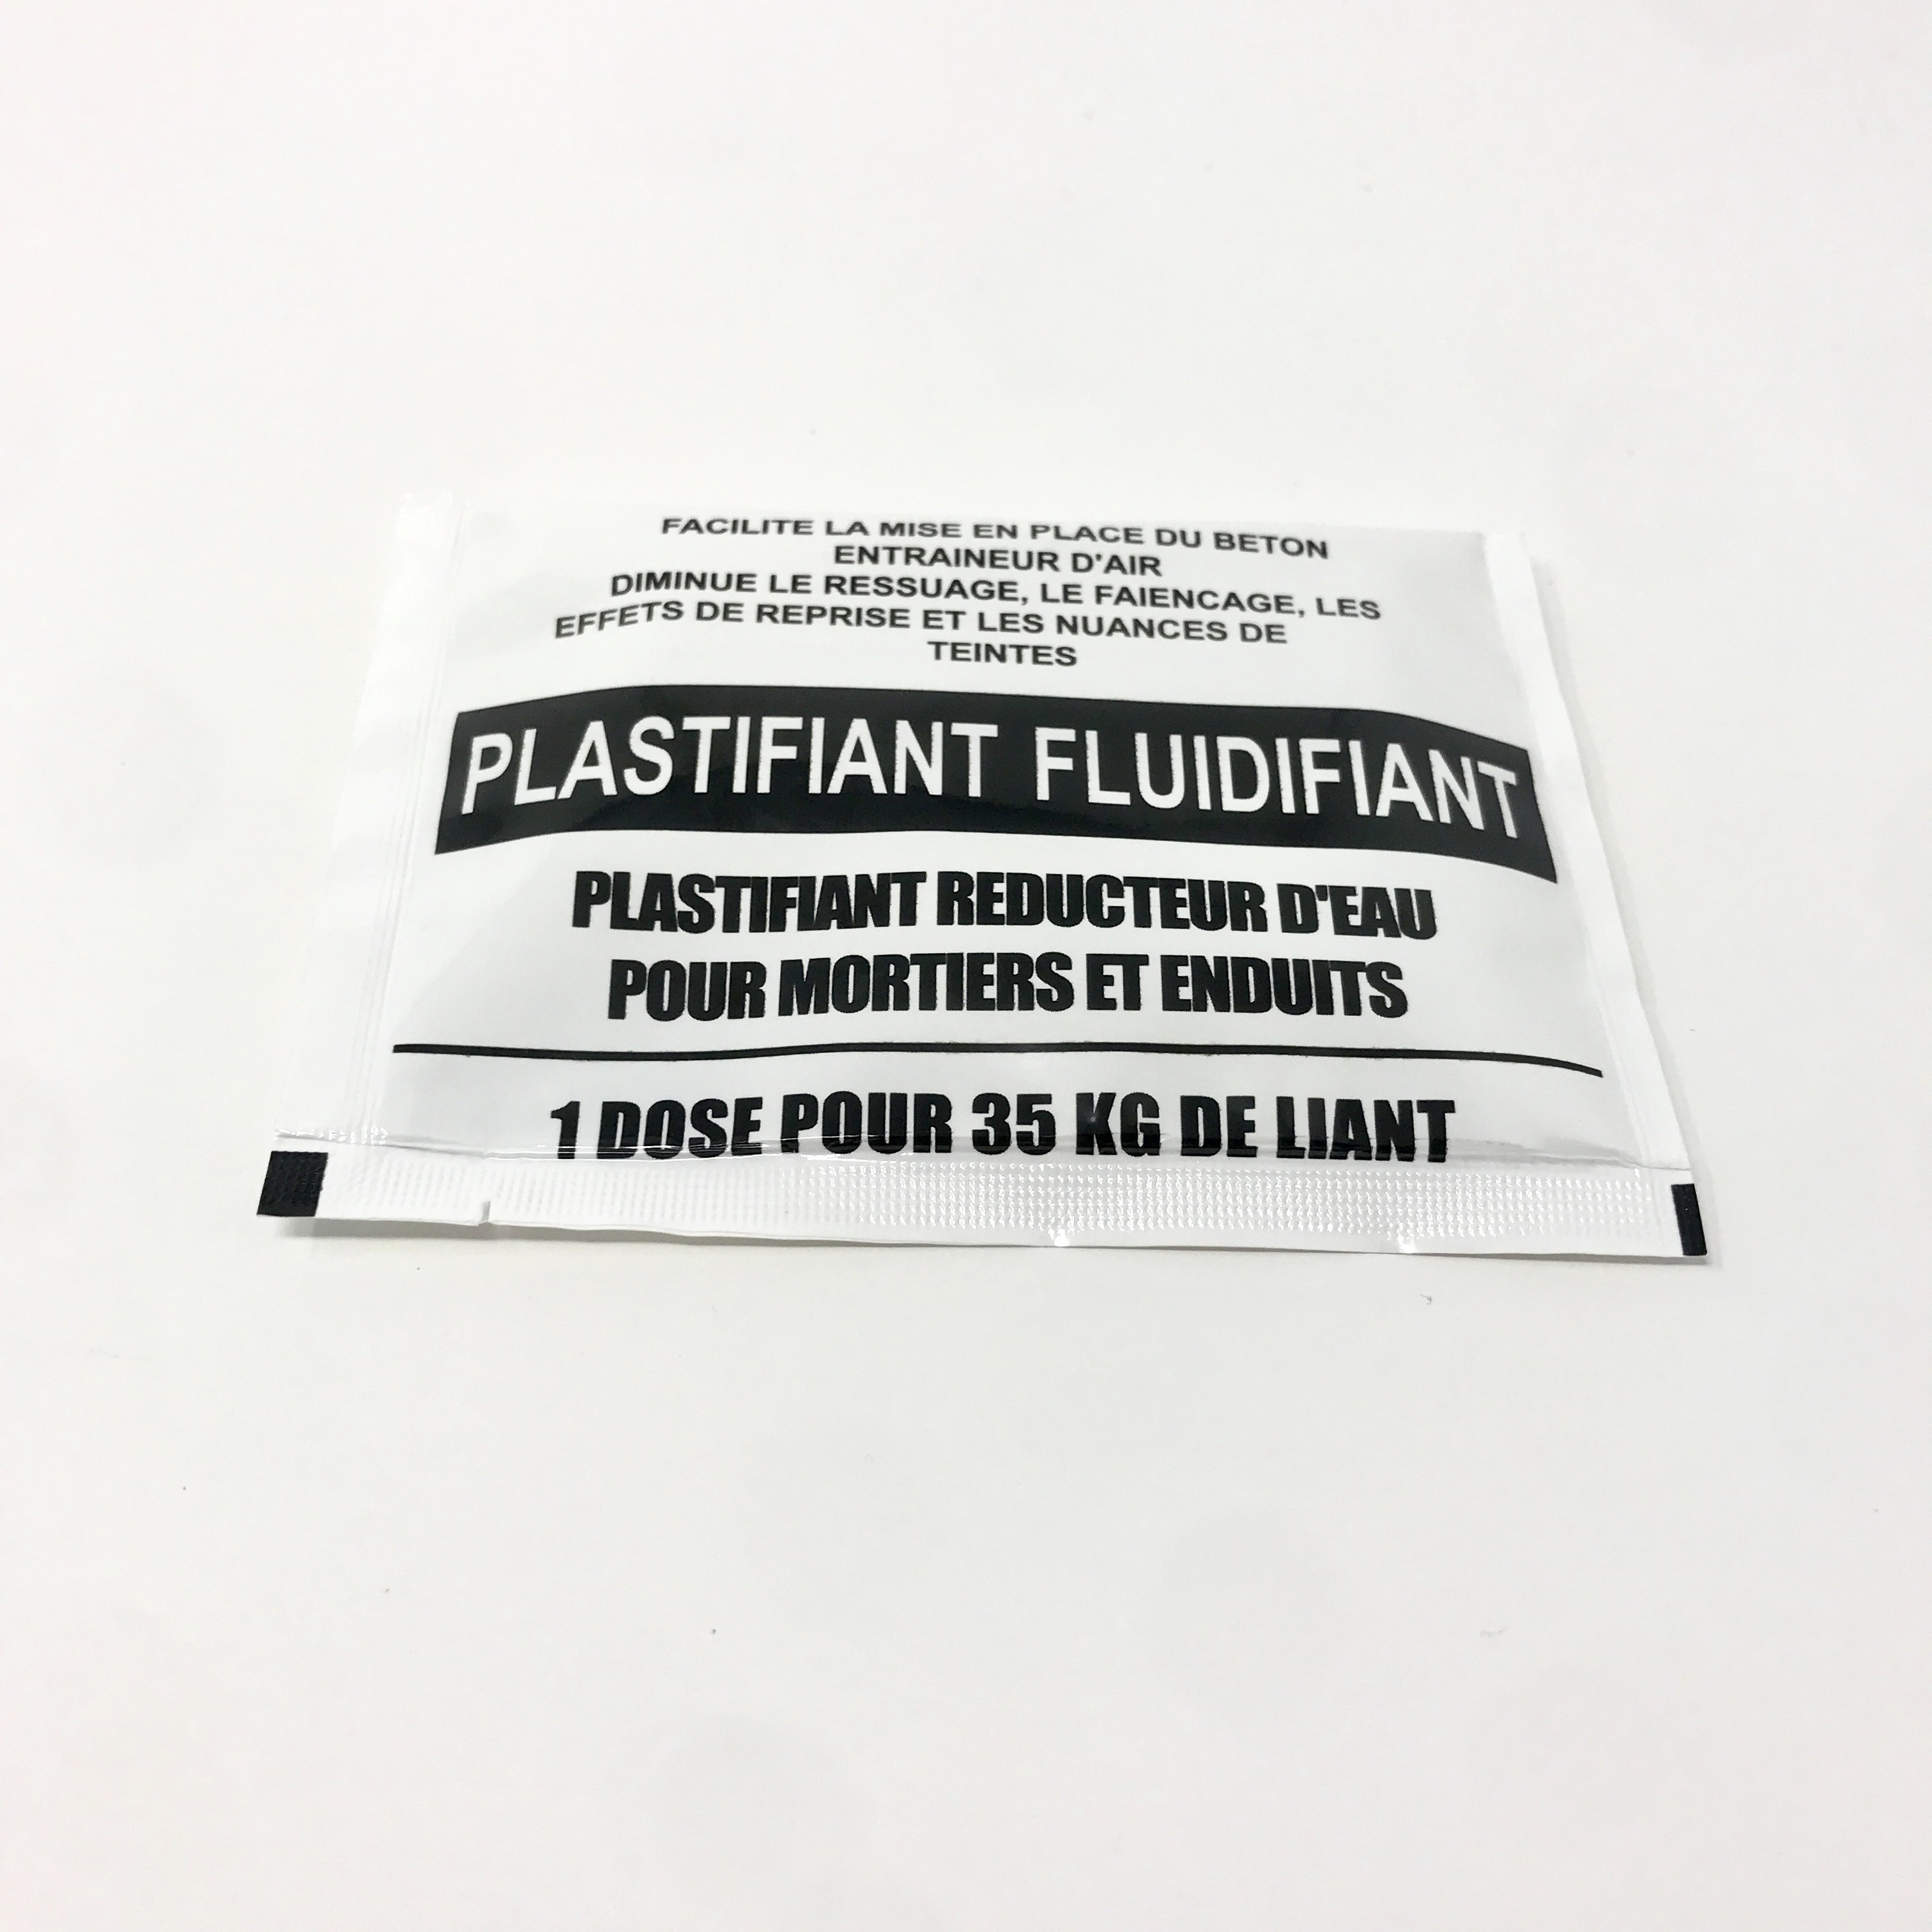 FACILITE LA MISE EN PLACE DU BETON
ENTRAINEUR D'AIR
DIMINUE LE RESSUAGE, LE FAIENCAGE, LES
EFFETS DE REPRISE ET LES NUANCES DE
TEINTES
PLASTIFIANT FLUIDIFIANT
PLASTIFIANT REDUCTEUR D'EAU
POUR MORTIERS ET ENDUITS
1 DOSE POUR 35 KG DE LIANT